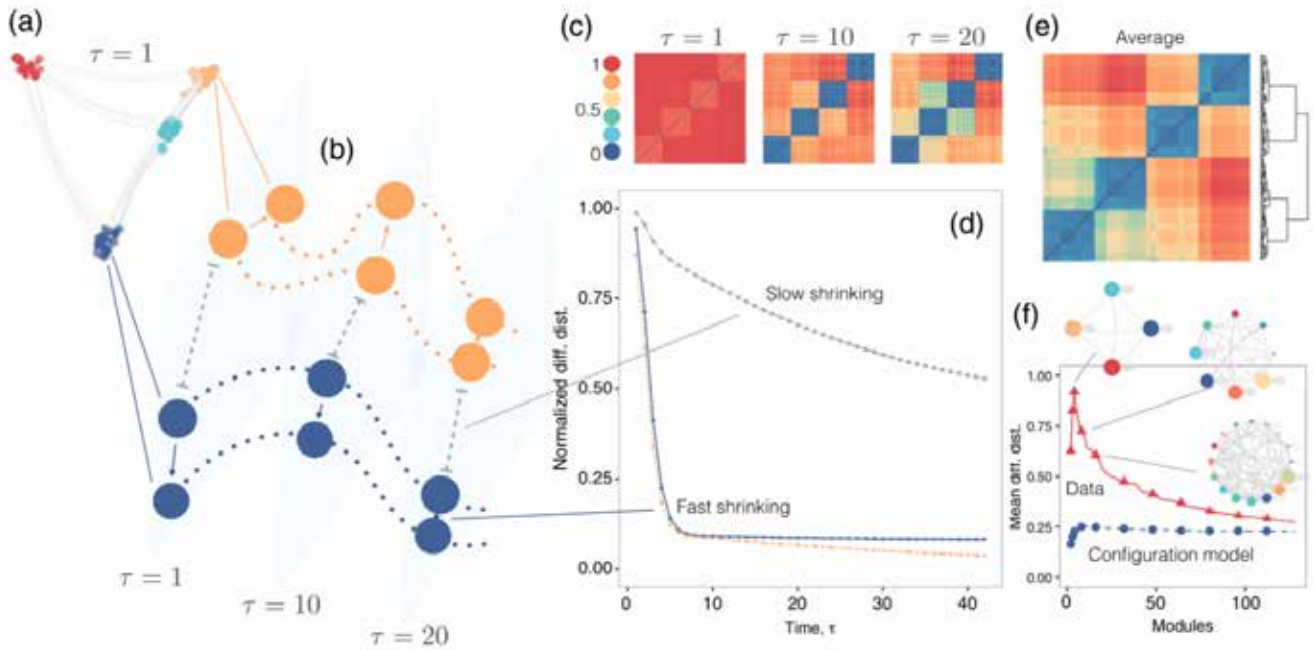 (a)
τ = 1
(b)
τ = 1
τ = 10
τ = 20
(c)
τ = 1
τ = 10
τ = 20
1
0.5
0
(d)
Normalized diff. dist.
1.00
0.75
0.50
0.25
0.00
Slow shrinking
Fast shrinking
0
10
20
30
40
Time, τ
(e)
Average
(f)
Mean diff. dist.
1.00
0.75
0.50
0.25
0.00
Data
Configuration model
0
50
100
Modules